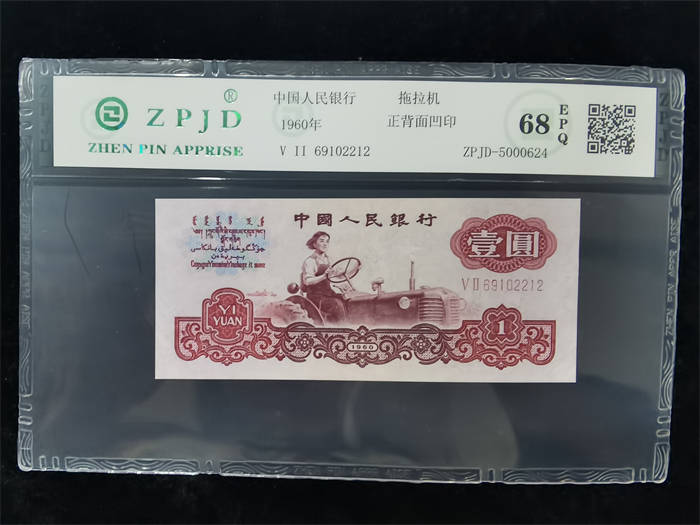 ZPJD®
ZHEN PIN APPRISE
中国人民银行 拖拉机
1960年 正背面凹印
V II 69102212 ZPJD-5000624
68 EPQ
中國人民銀行
壹圓
V II 69102212
YI
YUAN
1960
1